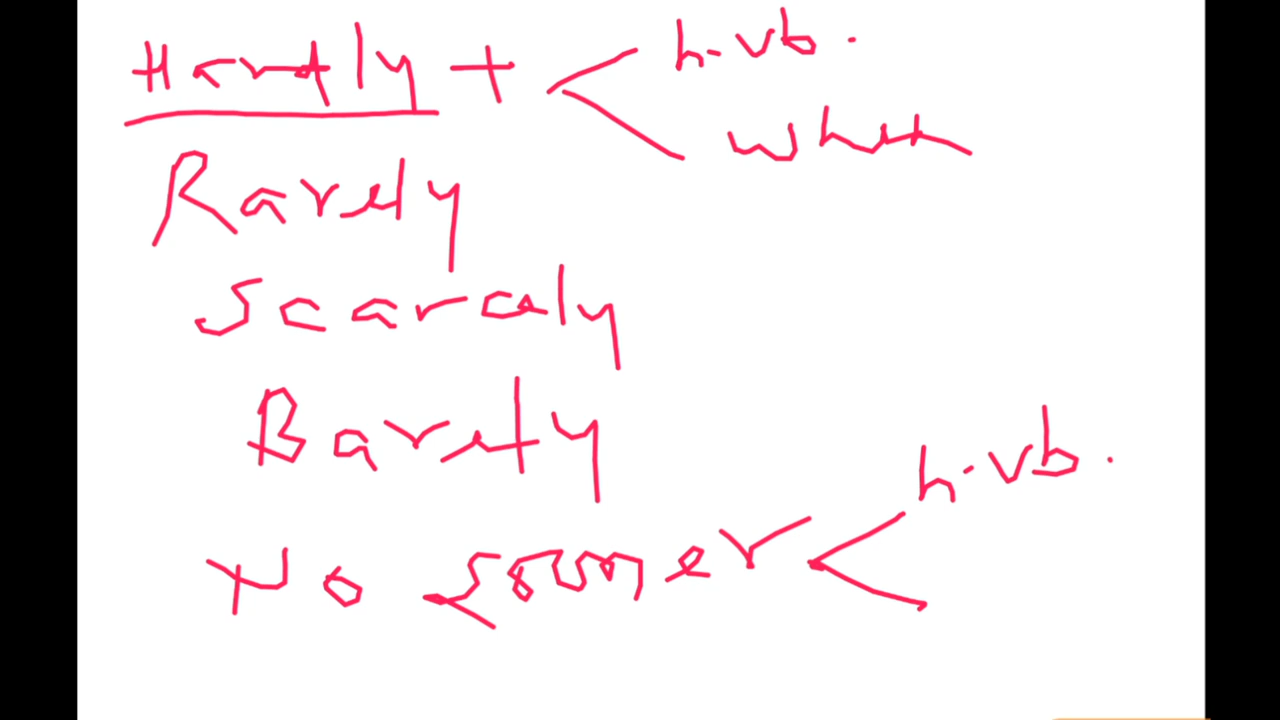 Hardly + h.vb.
when
Rarely
Scarcely
Barely
h.vb.
No sooner